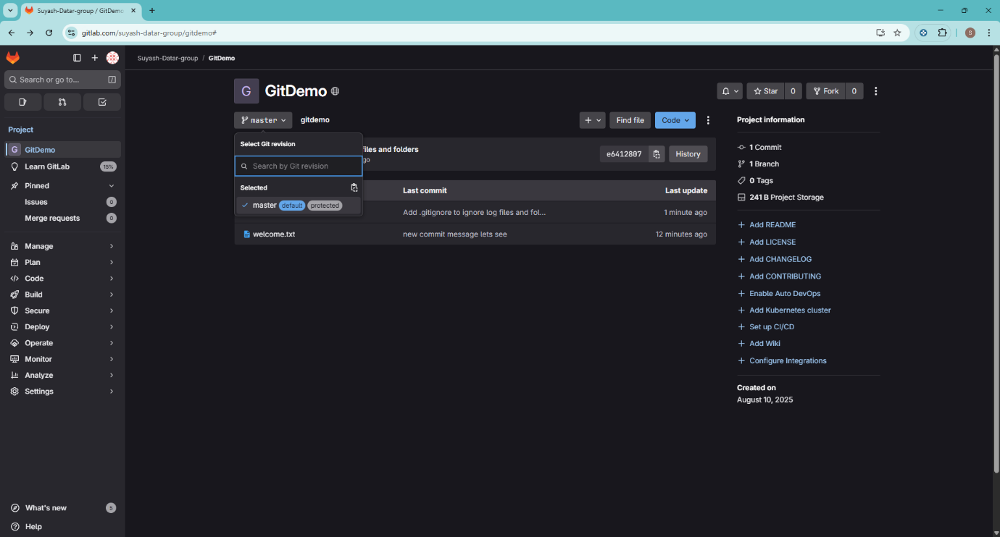 Suyash-Datar-group / GitDemo
gitlab.com/suyash-datar-group/gitdemo#
S
Search or go to...
/
Project
G GitDemo
Learn GitLab 15%
Pinned
Issues 0
Merge requests 0
Manage
Plan
Code
Build
Secure
Deploy
Operate
Monitor
Analyze
Settings
What's new 5
Help
Suyash-Datar-group / GitDemo
G GitDemo
Star 0
Fork 0
master
gitdemo
+
Find file
Code
Select Git revision
Search by Git revision
Selected
master default protected
files and folders
go
e6412807
History
Last commit
Last update
Add .gitignore to ignore log files and fol...
1 minute ago
welcome.txt
new commit message lets see
12 minutes ago
Project information
1 Commit
1 Branch
0 Tags
241 B Project Storage
+ Add README
+ Add LICENSE
+ Add CHANGELOG
+ Add CONTRIBUTING
+ Enable Auto DevOps
+ Add Kubernetes cluster
+ Set up CI/CD
+ Add Wiki
+ Configure Integrations
Created on
August 10, 2025